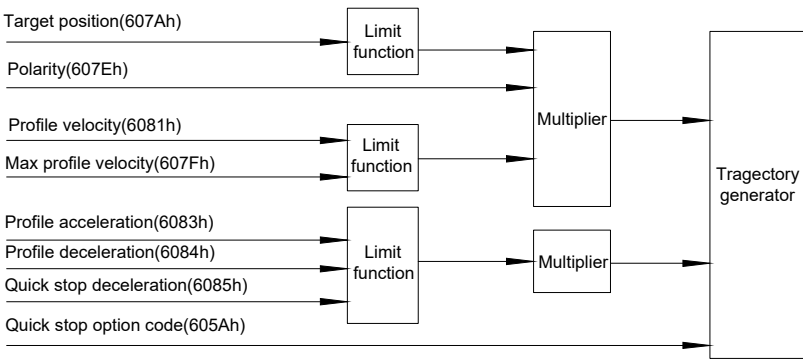 Target position(607Ah)
Limit
function
Polarity(607Eh)
Profile velocity(6081h)
Max profile velocity(607Fh)
Limit
function
Multiplier
Profile acceleration(6083h)
Profile deceleration(6084h)
Quick stop deceleration(6085h)
Quick stop option code(605Ah)
Limit
function
Multiplier
Tragectory
generator